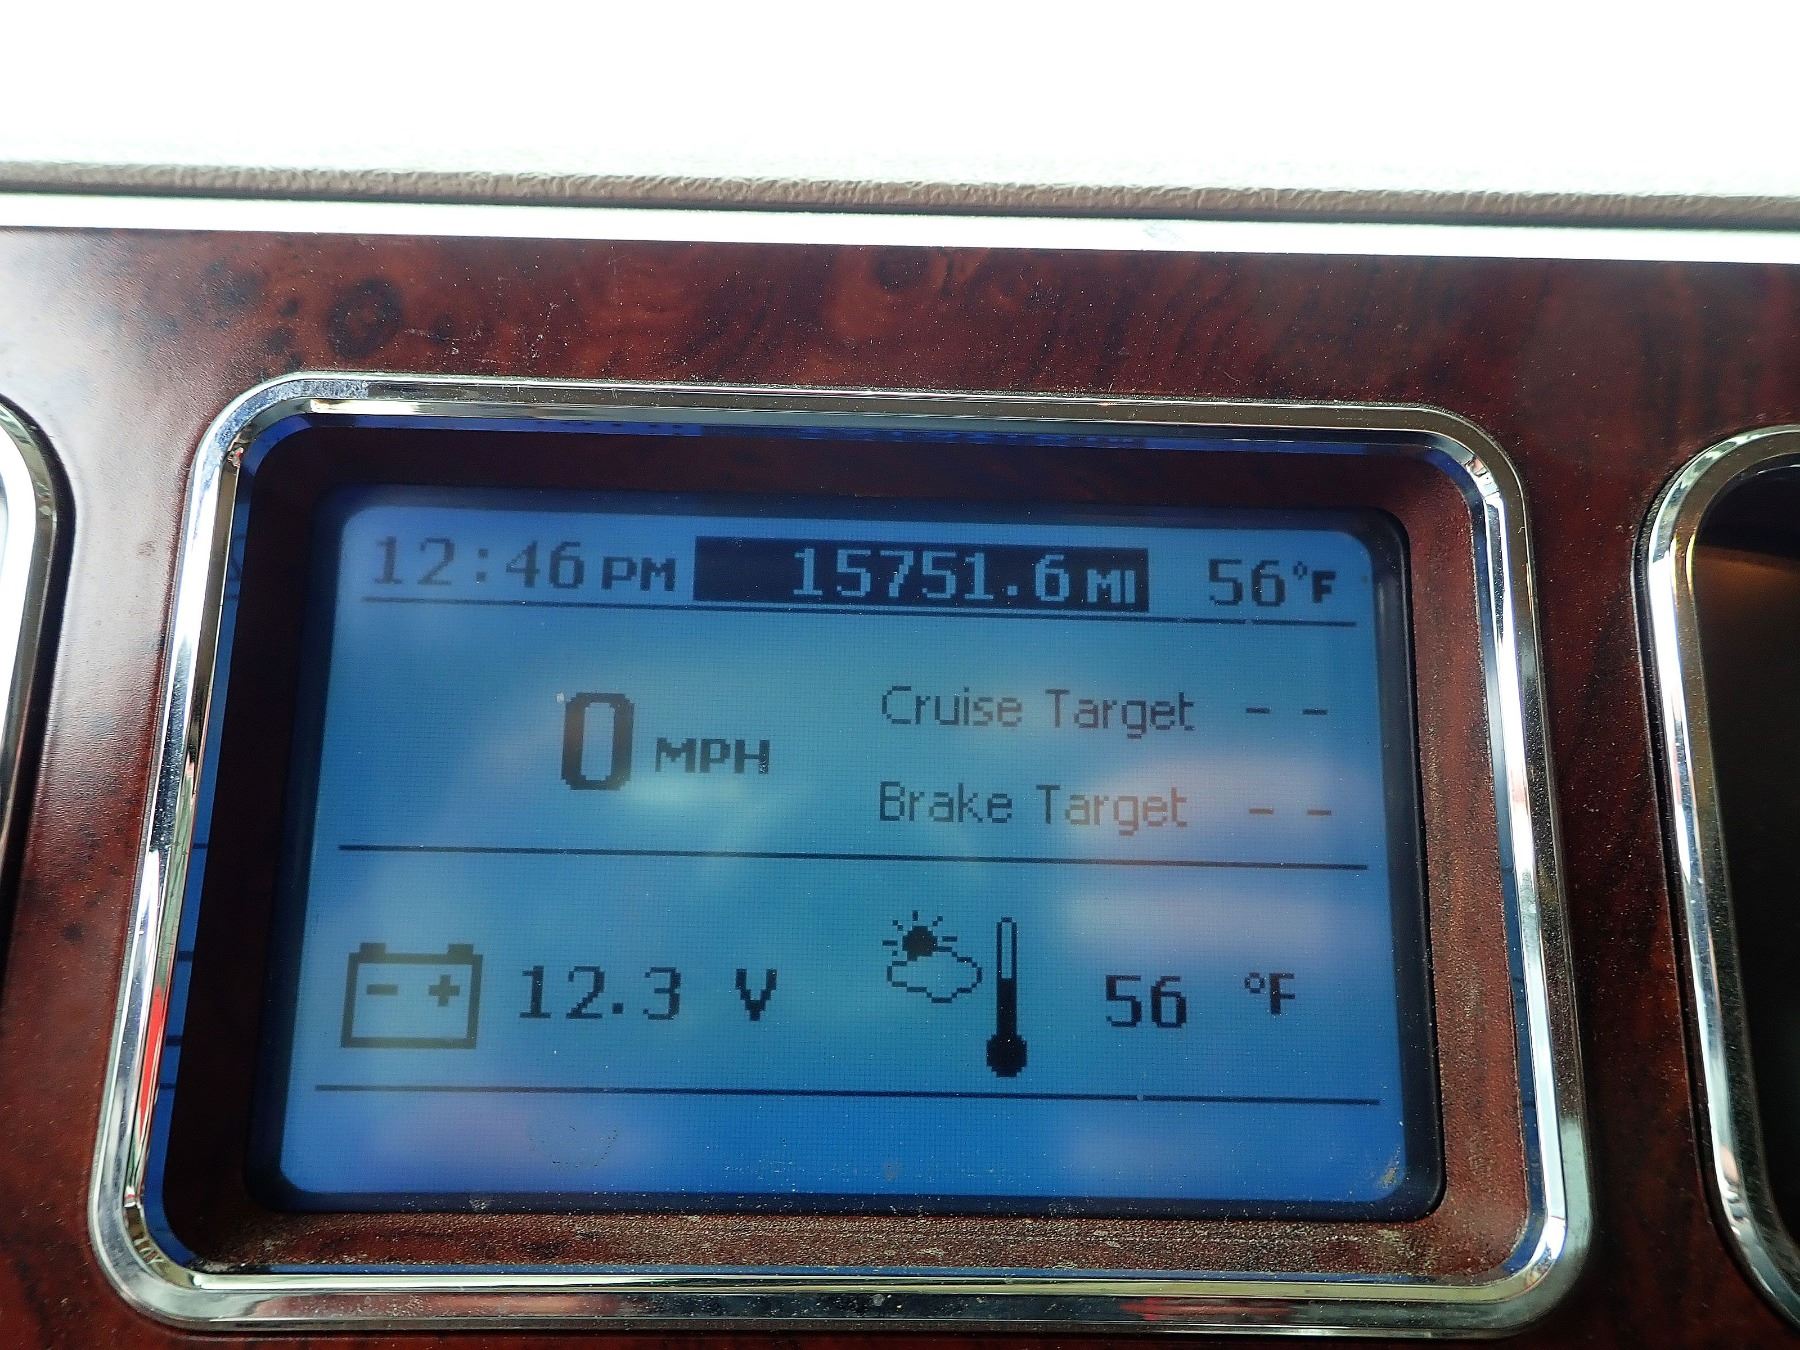 12:46 PM 15751.6 MI 56°F
0 MPH
Cruise Target - -
Brake Target - -
- + 12.3 V 56 °F